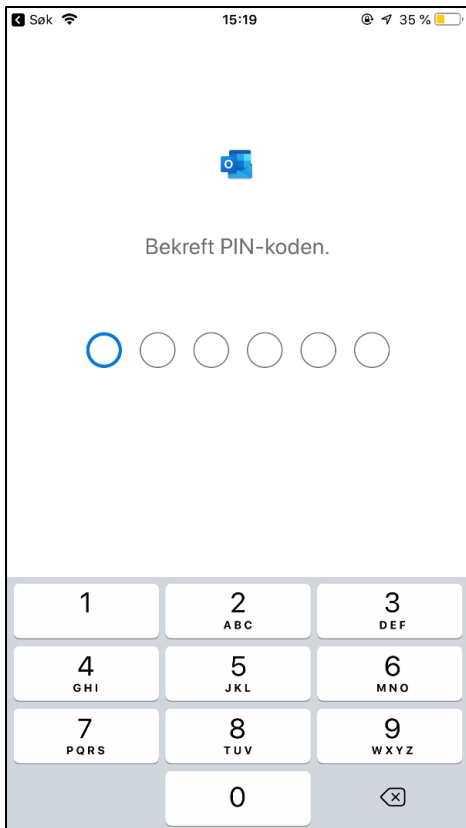 Søk 15:19 35 %
Bekreft PIN-koden.
1 2 3
ABC DEF
4 5 6
GHI JKL MNO
7 8 9
PQRS TUV WXYZ
0